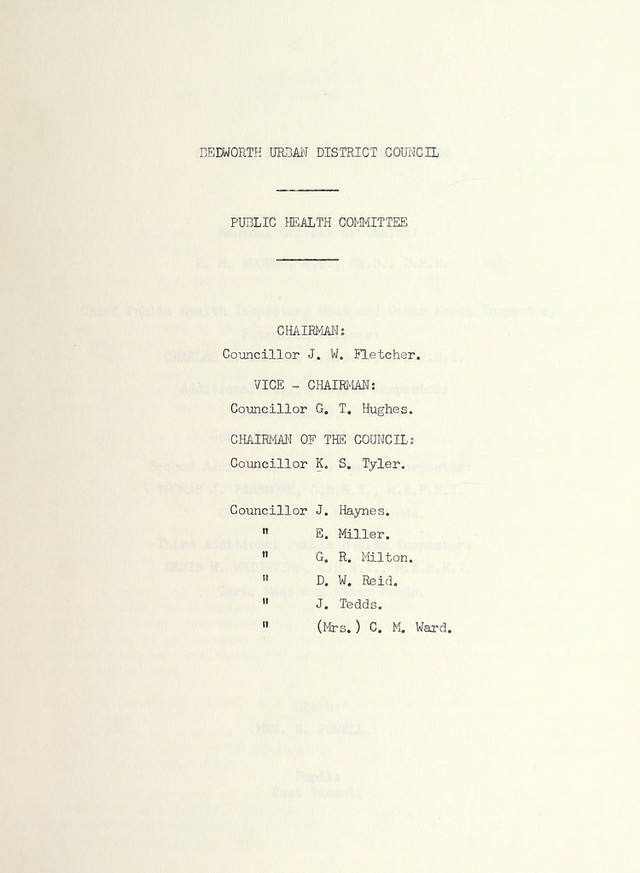 BEDWORTH URBAN DISTRICT COUNCIL
PUBLIC HEALTH COMMITTEE
CHAIRMAN:
Councillor J. W. Fletcher.
VICE - CHAIRMAN:
Councillor G. T. Hughes.
CHAIRMAN OF THE COUNCIL:
Councillor K. S. Tyler.
Councillor J. Haynes.
" E. Miller.
" G. R. Milton.
" D. W. Reid.
" J. Tedds.
" (Mrs.) C. M. Ward.